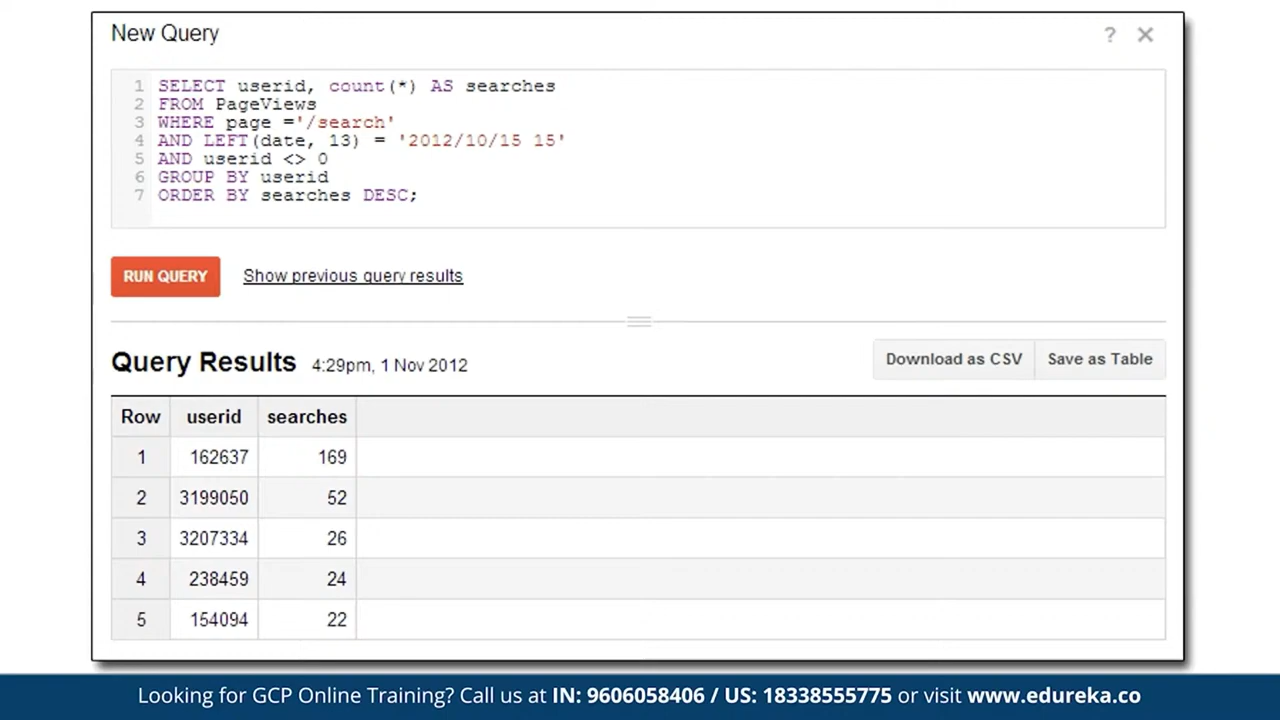 New Query
? ×
1 SELECT userid, count(*) AS searches
2 FROM PageViews
3 WHERE page ='/search'
4 AND LEFT(date, 13) = '2012/10/15 15'
5 AND userid <> 0
6 GROUP BY userid
7 ORDER BY searches DESC;
RUN QUERY Show previous query results
Query Results 4:29pm, 1 Nov 2012 Download as CSV Save as Table
Row userid searches
1 162637 169
2 3199050 52
3 3207334 26
4 238459 24
5 154094 22
Looking for GCP Online Training? Call us at IN: 9606058406 / US: 18338555775 or visit www.edureka.co